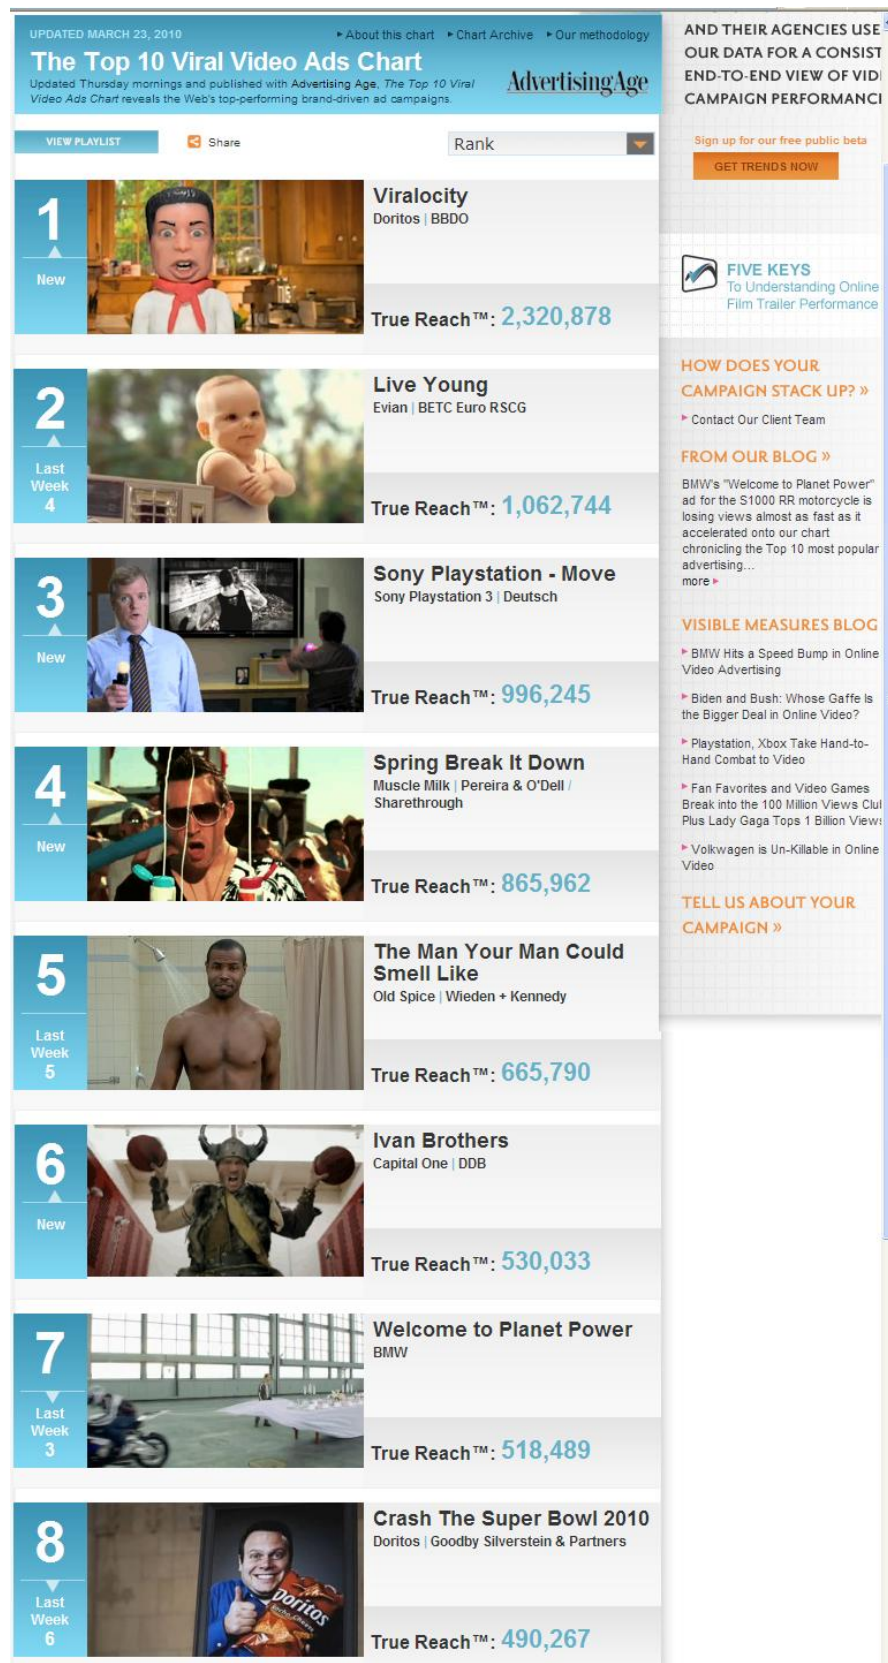 UPDATED MARCH 23, 2010
About this chart
Chart Archive
Our methodology
The Top 10 Viral Video Ads Chart
Updated Thursday mornings and published with Advertising Age, The Top 10 Viral
Video Ads Chart reveals the Web's top-performing brand-driven ad campaigns.
AdvertisingAge
VIEW PLAYLIST
Share
Rank
1
New
Viralocity
Doritos | BBDO
True Reach™: 2,320,878
2
Last
Week
4
Live Young
Evian | BETC Euro RSCG
True Reach™: 1,062,744
3
New
Sony Playstation - Move
Sony Playstation 3 | Deutsch
True Reach™: 996,245
4
New
Spring Break It Down
Muscle Milk | Pereira & O'Dell /
Sharethrough
True Reach™: 865,962
5
Last
Week
5
The Man Your Man Could
Smell Like
Old Spice | Wieden + Kennedy
True Reach™: 665,790
6
New
Ivan Brothers
Capital One | DDB
True Reach™: 530,033
7
Last
Week
3
Welcome to Planet Power
BMW
True Reach™: 518,489
8
Last
Week
6
Doritos
Crash The Super Bowl 2010
Doritos | Goodby Silverstein & Partners
True Reach™: 490,267
AND THEIR AGENCIES USE
OUR DATA FOR A CONSIST
END-TO-END VIEW OF VID
CAMPAIGN PERFORMANC
Sign up for our free public beta
GET TRENDS NOW
FIVE KEYS
To Understanding Online
Film Trailer Performance
HOW DOES YOUR
CAMPAIGN STACK UP? »
Contact Our Client Team
FROM OUR BLOG »
BMW's "Welcome to Planet Power"
ad for the S1000 RR motorcycle is
losing views almost as fast as it
accelerated onto our chart
chronicling the Top 10 most popular
advertising...
more
VISIBLE MEASURES BLOG
BMW Hits a Speed Bump in Online
Video Advertising
Biden and Bush: Whose Gaffe Is
the Bigger Deal in Online Video?
Playstation, Xbox Take Hand-to-
Hand Combat to Video
Fan Favorites and Video Games
Break into the 100 Million Views Clu
Plus Lady Gaga Tops 1 Billion Views
Volkwagen is Un-Killable in Online
Video
TELL US ABOUT YOUR
CAMPAIGN »